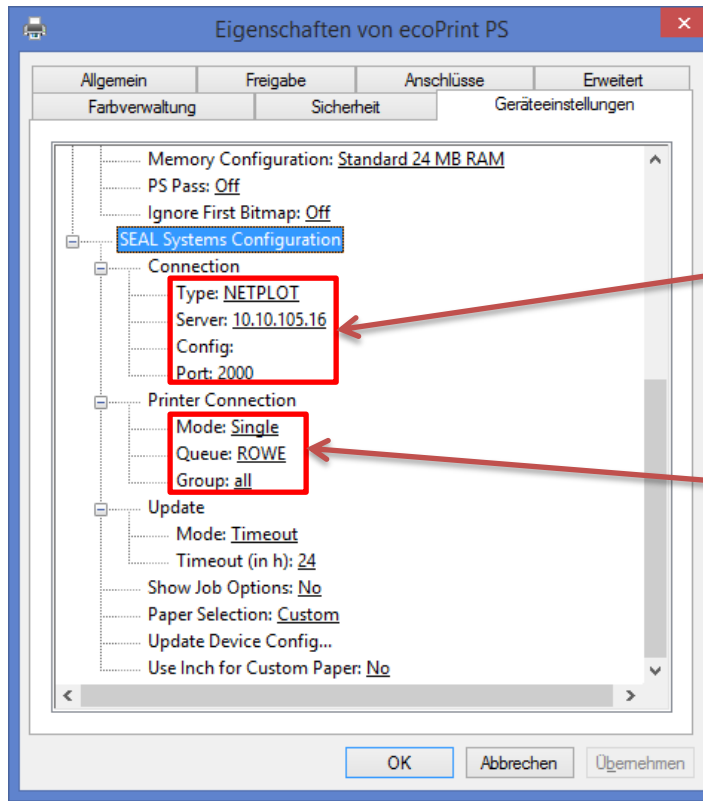 Eigenschaften von ecoPrint PS
Allgemein Freigabe Anschlüsse Erweitert
Farbverwaltung Sicherheit Geräteeinstellungen
Memory Configuration: Standard 24 MB RAM
PS Pass: Off
Ignore First Bitmap: Off
SEAL Systems Configuration
Connection
Type: NETPLOT
Server: 10.10.105.16
Config:
Port: 2000
Printer Connection
Mode: Single
Queue: ROWE
Group: all
Update
Mode: Timeout
Timeout (in h): 24
Show Job Options: No
Paper Selection: Custom
Update Device Config...
Use Inch for Custom Paper: No
OK Abbrechen Übernehmen